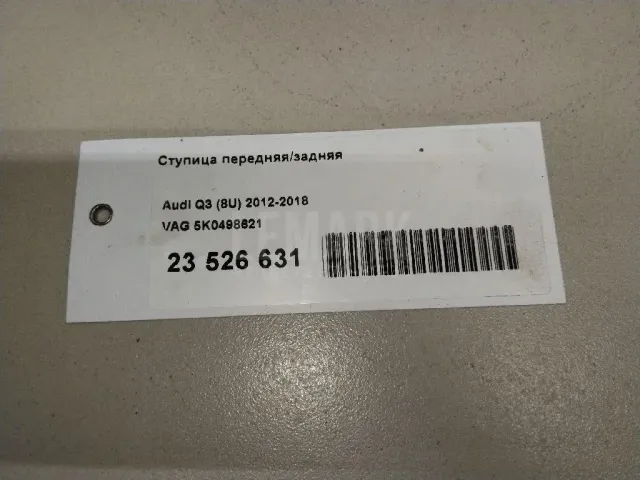 Ступица передняя/задняя
Audi Q3 (8U) 2012-2018
VAG 5K0498621
23 526 631